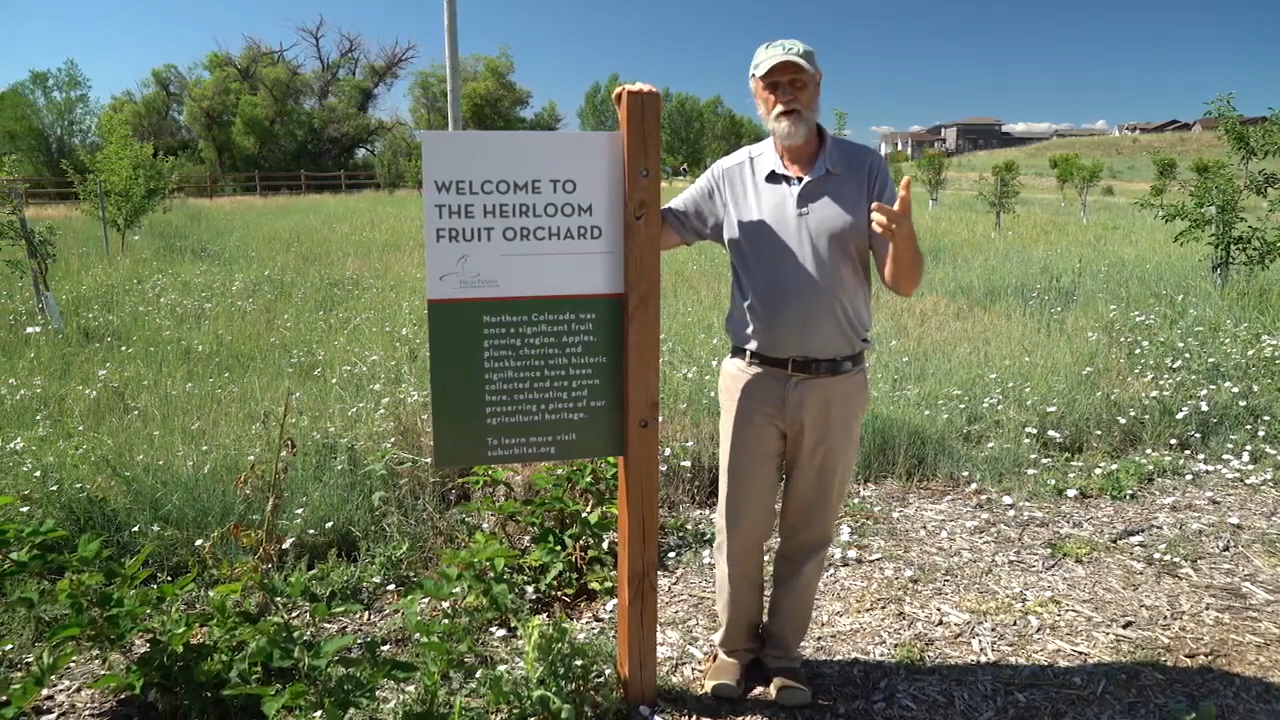 WELCOME TO
THE HEIRLOOM
FRUIT ORCHARD
HIGH PLAINS
Northern Colorado was
once a significant fruit
growing region. Apples,
plums, cherries, and
blackberries with historic
significance have been
collected and are grown
here, celebrating and
preserving a piece of our
agricultural heritage.
To learn more visit
suburbitat.org